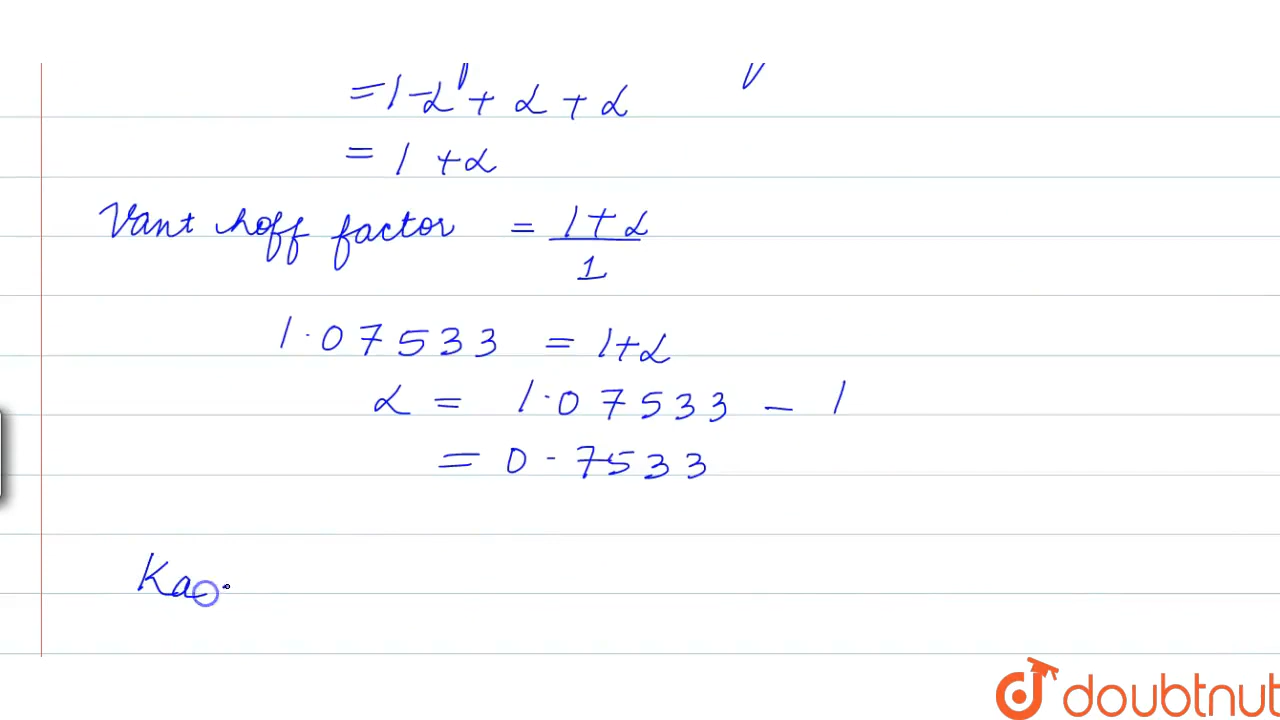 = 1 - α + α + α
= 1 + α
Vant hoff factor = 1 + α / 1
1.07533 = 1 + α
α = 1.07533 - 1
= 0.7533
Ka
doubtnut